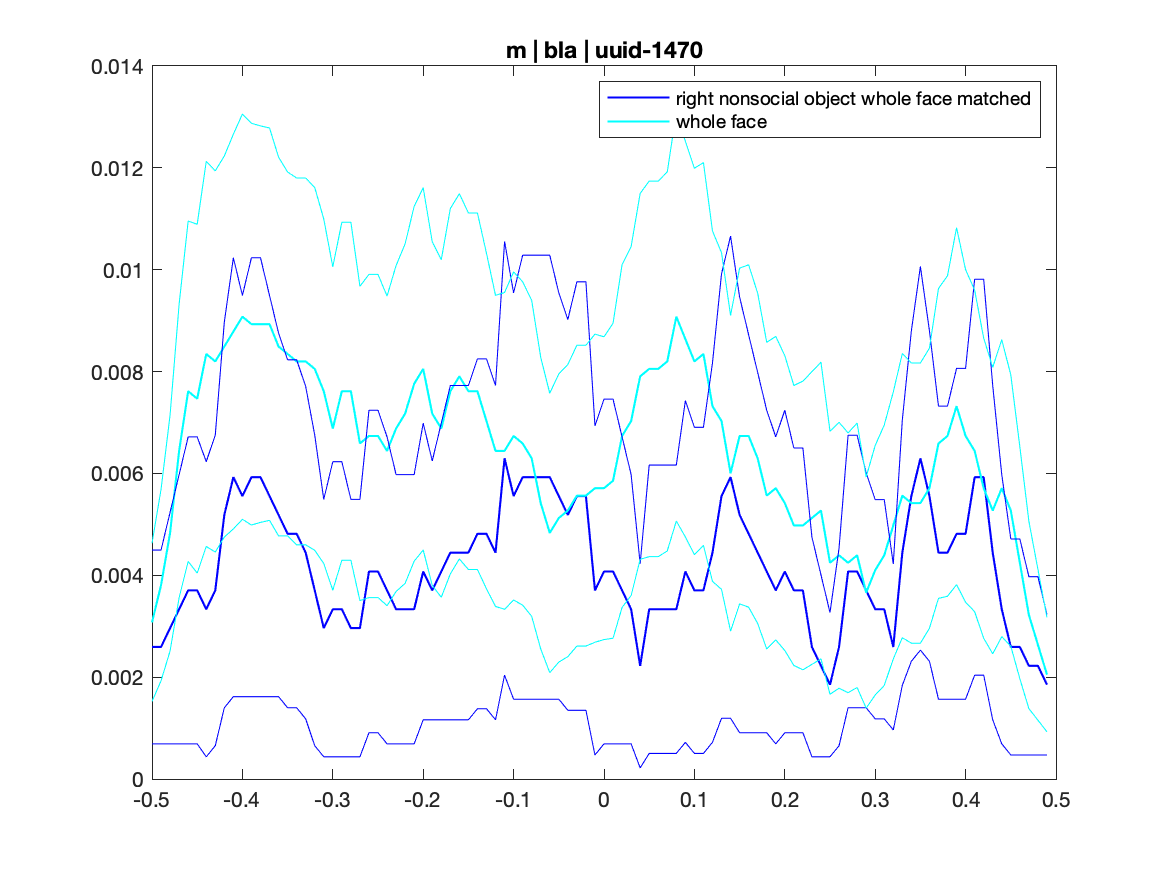 m | bla | uuid-1470
right nonsocial object whole face matched
whole face
0.014
0.012
0.01
0.008
0.006
0.004
0.002
0
-0.5 -0.4 -0.3 -0.2 -0.1 0 0.1 0.2 0.3 0.4 0.5